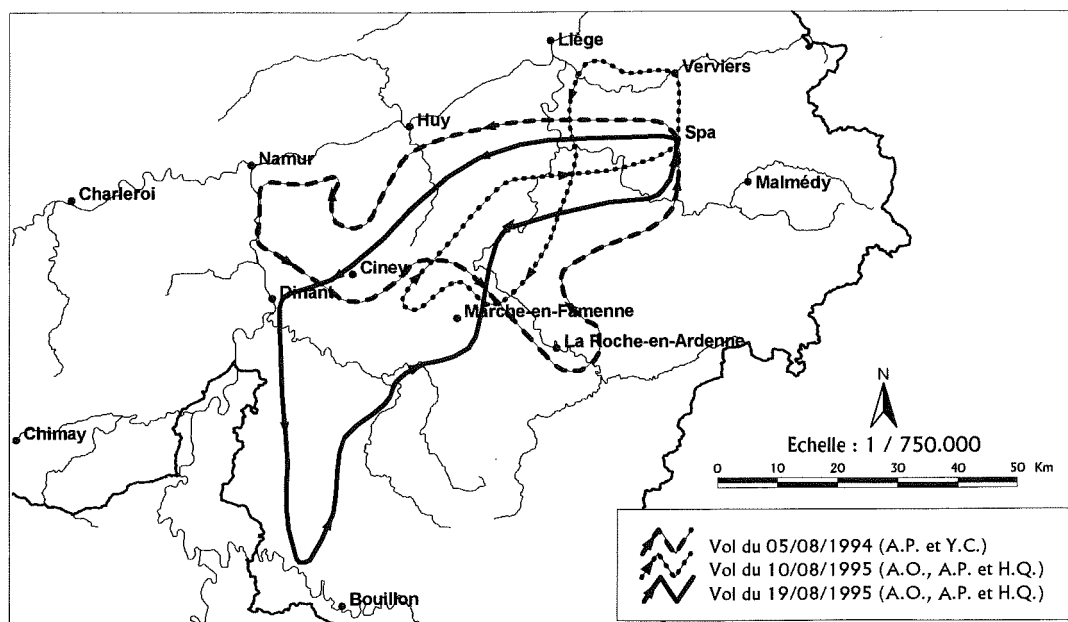 Liège
Verviers
Huy
Spa
Namur
Malmédy
Charleroi
Ciney
Dinant
Marche-en-Famenne
La Roche-en-Ardenne
N
Chimay
Echelle : 1 / 750.000
0 10 20 30 40 50 Km
Vol du 05/08/1994 (A.P. et Y.C.)
Vol du 10/08/1995 (A.O., A.P. et H.Q.)
Vol du 19/08/1995 (A.O., A.P. et H.Q.)
Bouillon